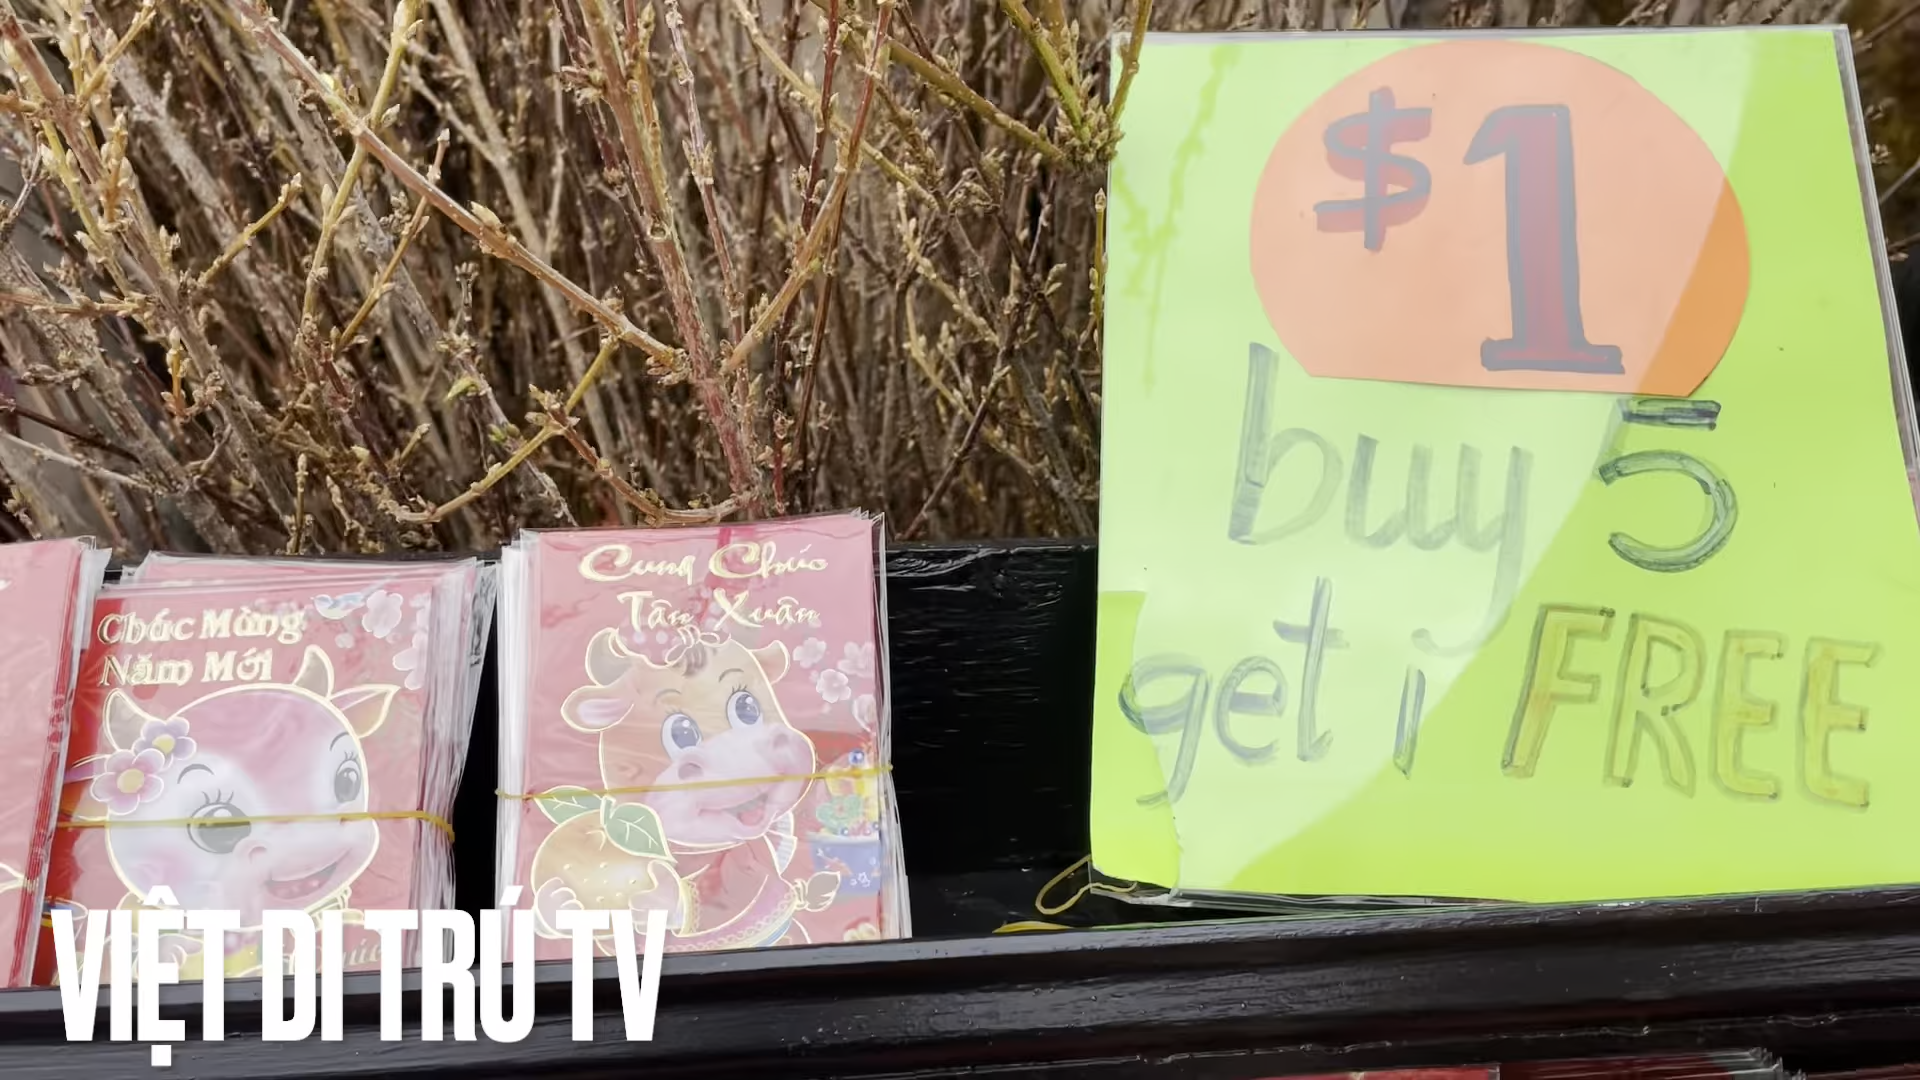 $1
buy 5
get 1 FREE
Chúc Mừng
Năm Mới
Cung Chúc
Tân Xuân
VIỆT DI TRÚ TV